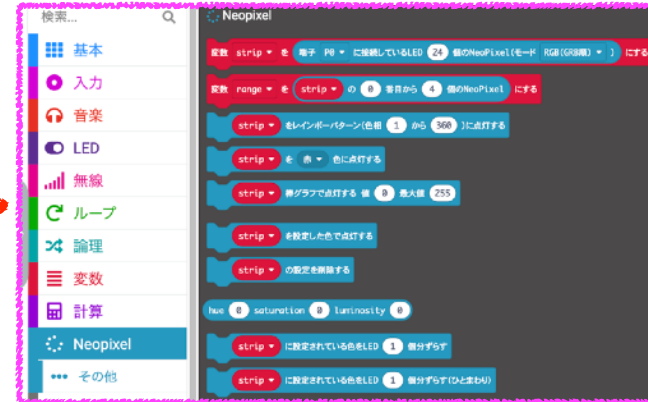 検索...
基本
入力
音楽
LED
無線
ループ
論理
変数
計算
Neopixel
その他
Neopixel
変数 strip を 端子 P0 に接続しているLED 24 個のNeoPixel(モード RGB(GRB順) ) にする
変数 range を strip の 0 番目から 4 個のNeoPixel にする
strip をレインボーパターン(色相 1 から 360 )に点灯する
strip を 赤 色に点灯する
strip 棒グラフで点灯する 値 0 最大値 255
strip を設定した色で点灯する
strip の設定を削除する
hue 0 saturation 0 luminosity 0
strip に設定されている色をLED 1 個分ずらす
strip に設定されている色をLED 1 個分ずらす(ひとまわり)